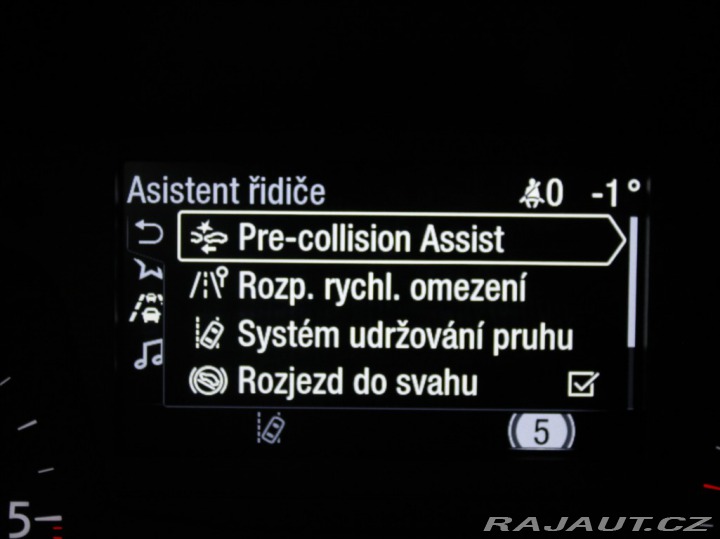 Asistent řidiče 0 -1°
Pre-collision Assist
Rozp. rychl. omezení
Systém udržování pruhu
Rozjezd do svahu
5
5
RAJAUT.CZ